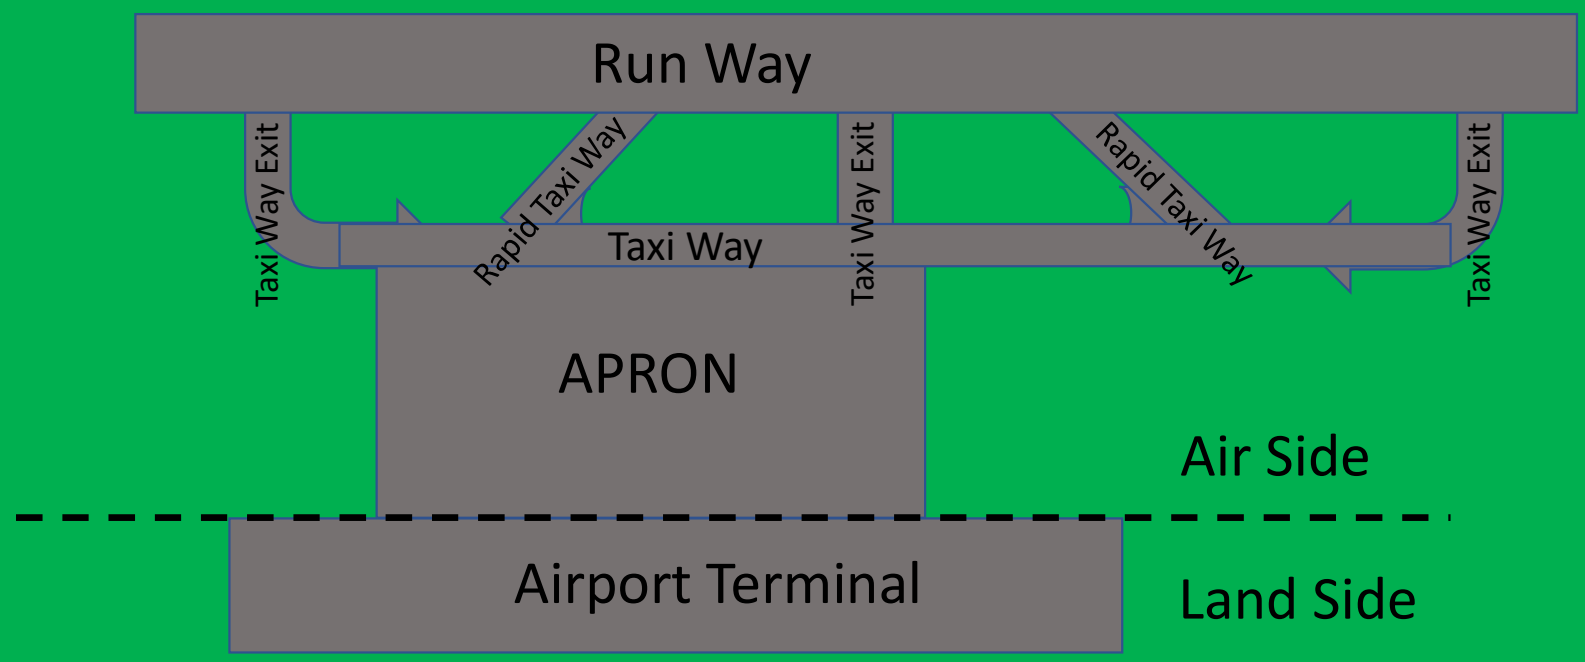 Run Way
Taxi Way Exit
Rapid Taxi Way
Taxi Way Exit
Rapid Taxi Way
Taxi Way Exit
Taxi Way
APRON
Air Side
Airport Terminal
Land Side